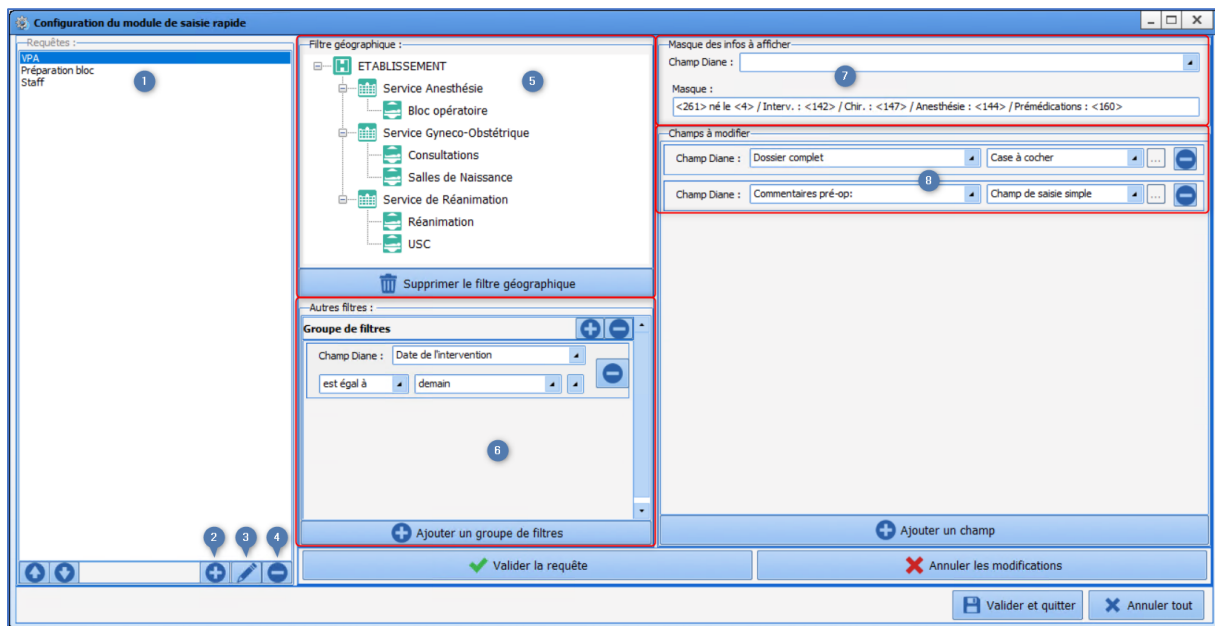 Configuration du module de saisie rapide
Requêtes :
VPA
Préparation bloc
Staff
1
2
3
4
Filtre géographique :
ETABLISSEMENT
Service Anesthésie
Bloc opératoire
Service Gyneco-Obstétrique
Consultations
Salles de Naissance
Service de Réanimation
Réanimation
USC
5
Supprimer le filtre géographique
Autres filtres :
Groupe de filtres
Champ Diane : Date de l'intervention
est égal à demain
6
Ajouter un groupe de filtres
Masque des infos à afficher
Champ Diane :
7
Masque :
<261> né le <4> / Interv. : <142> / Chir. : <147> / Anesthésie : <144> / Prémédications : <160>
Champs à modifier
Champ Diane : Dossier complet Case à cocher ...
8
Champ Diane : Commentaires pré-op: Champ de saisie simple ...
Ajouter un champ
Valider la requête
Annuler les modifications
Valider et quitter
Annuler tout